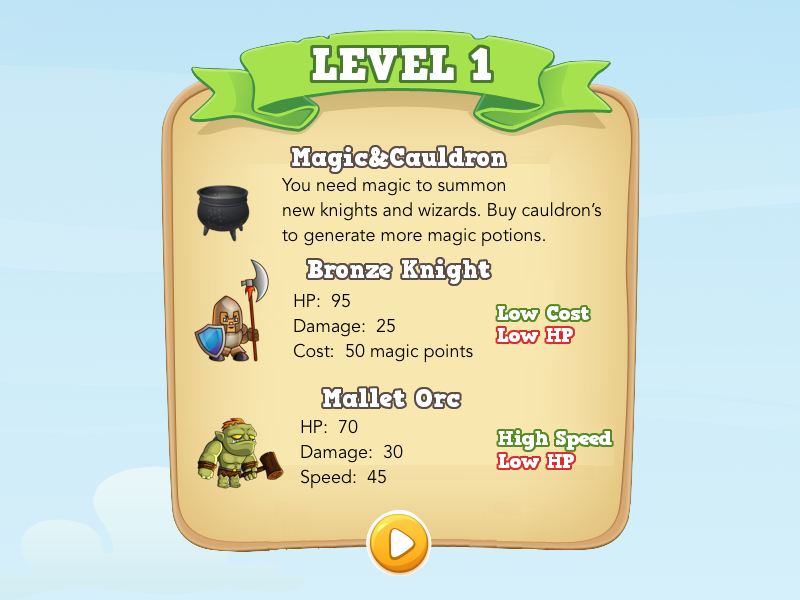 LEVEL 1
Magic&Cauldron
You need magic to summon
new knights and wizards. Buy cauldron's
to generate more magic potions.
Bronze Knight
HP: 95
Damage: 25
Cost: 50 magic points
Low Cost
Low HP
Mallet Orc
HP: 70
Damage: 30
Speed: 45
High Speed
Low HP